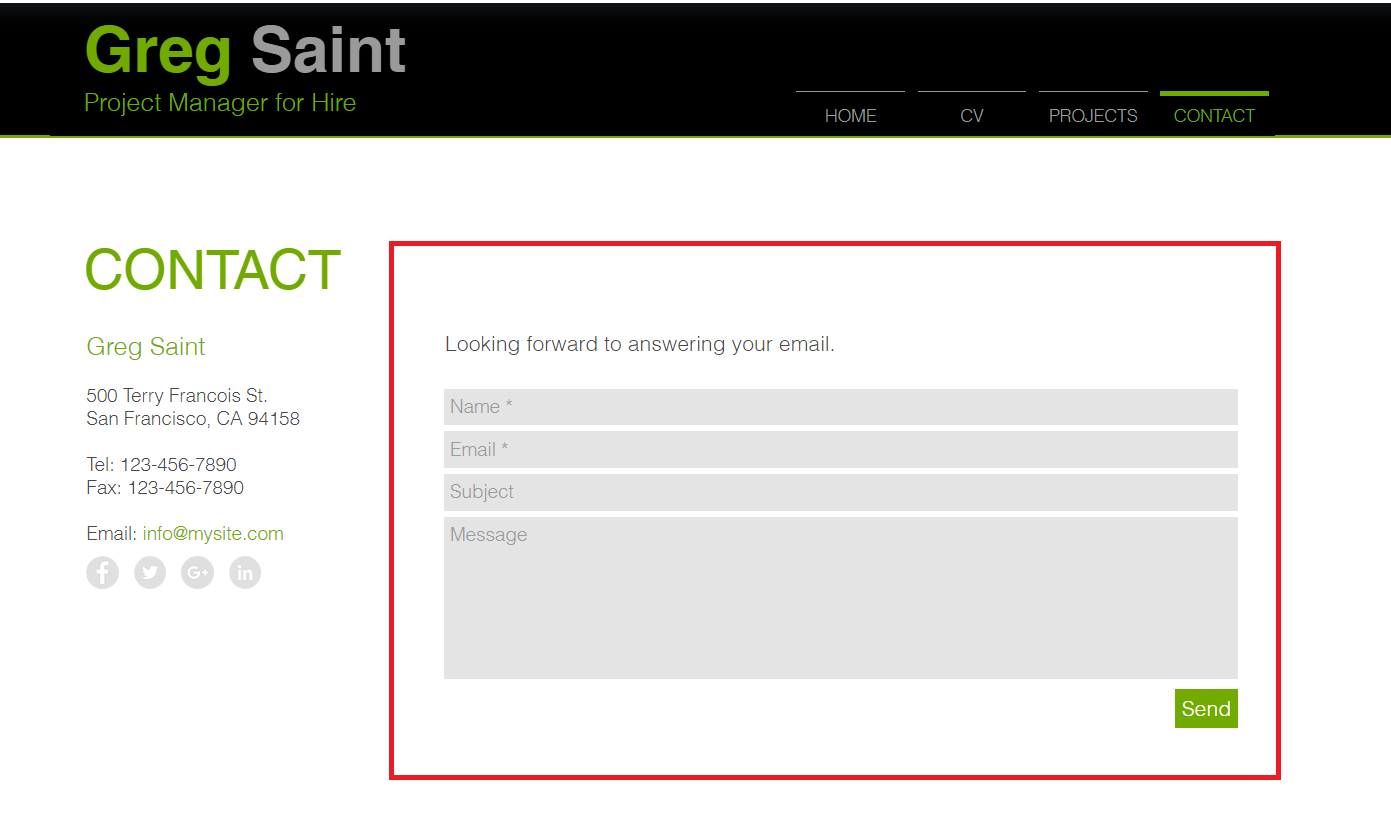 Greg Saint
Project Manager for Hire
HOME CV PROJECTS CONTACT
CONTACT
Greg Saint
500 Terry Francois St.
San Francisco, CA 94158
Tel: 123-456-7890
Fax: 123-456-7890
Email: info@mysite.com
f G+ in
Looking forward to answering your email.
Name *
Email *
Subject
Message
Send